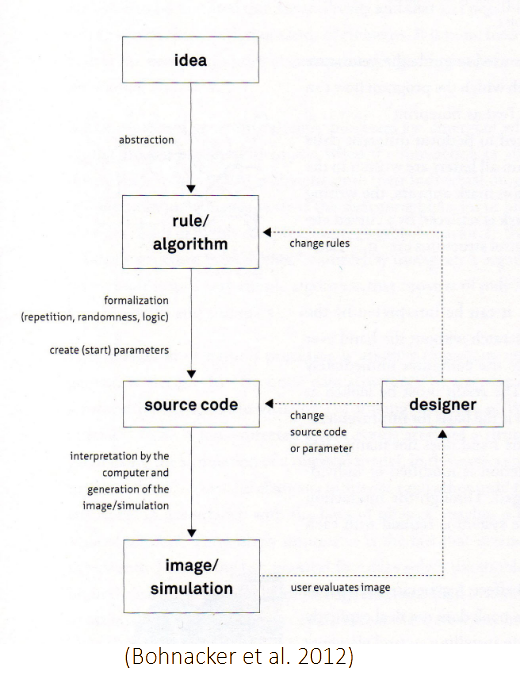 idea
abstraction
rule/
algorithm
change rules
formalization
(repetition, randomness, logic)
create (start) parameters
source code
designer
change
source code
or parameter
interpretation by the
computer and
generation of the
image/simulation
image/
simulation
user evaluates image
(Bohnacker et al. 2012)